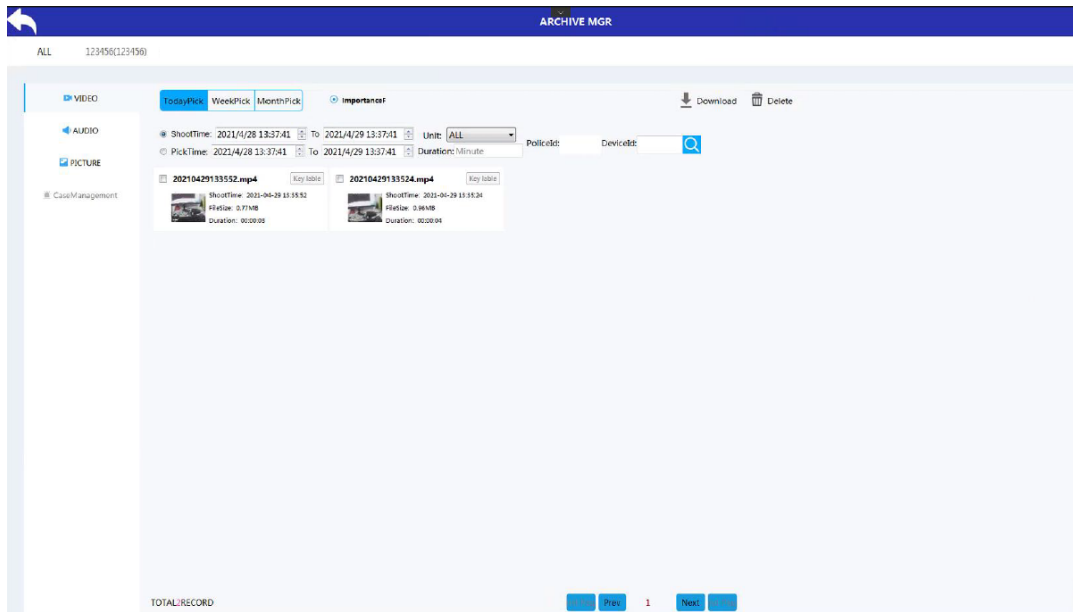 ARCHIVE MGR
ALL 123456(123456)
VIDEO
AUDIO
PICTURE
CaseManagement
TodayPick WeekPick MonthPick ImportanceF
Download Delete
ShootTime: 2021/4/28 13:37:41 To 2021/4/29 13:37:41 Unit: ALL
PickTime: 2021/4/28 13:37:41 To 2021/4/29 13:37:41 Duration: Minute
PoliceId: DeviceId:
20210429133552.mp4 Key lable
ShootTime: 2021-04-29 13:35:52
FileSize: 0.77MB
Duration: 00:00:03
20210429133524.mp4 Key lable
ShootTime: 2021-04-29 13:35:24
FileSize: 0.96MB
Duration: 00:00:04
TOTAL2RECORD
Prev 1 Next